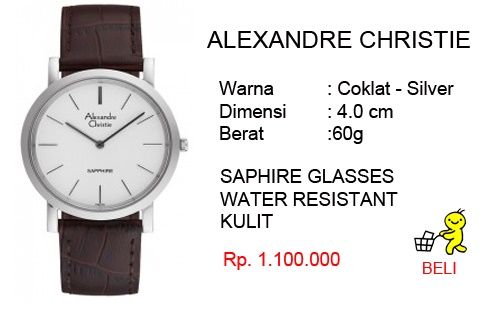 ALEXANDRE CHRISTIE
Warna : Coklat - Silver
Dimensi : 4.0 cm
Berat :60g
SAPHIRE GLASSES
WATER RESISTANT
KULIT
Rp. 1.100.000
BELI
Alexandre
Christie
SAPPHIRE